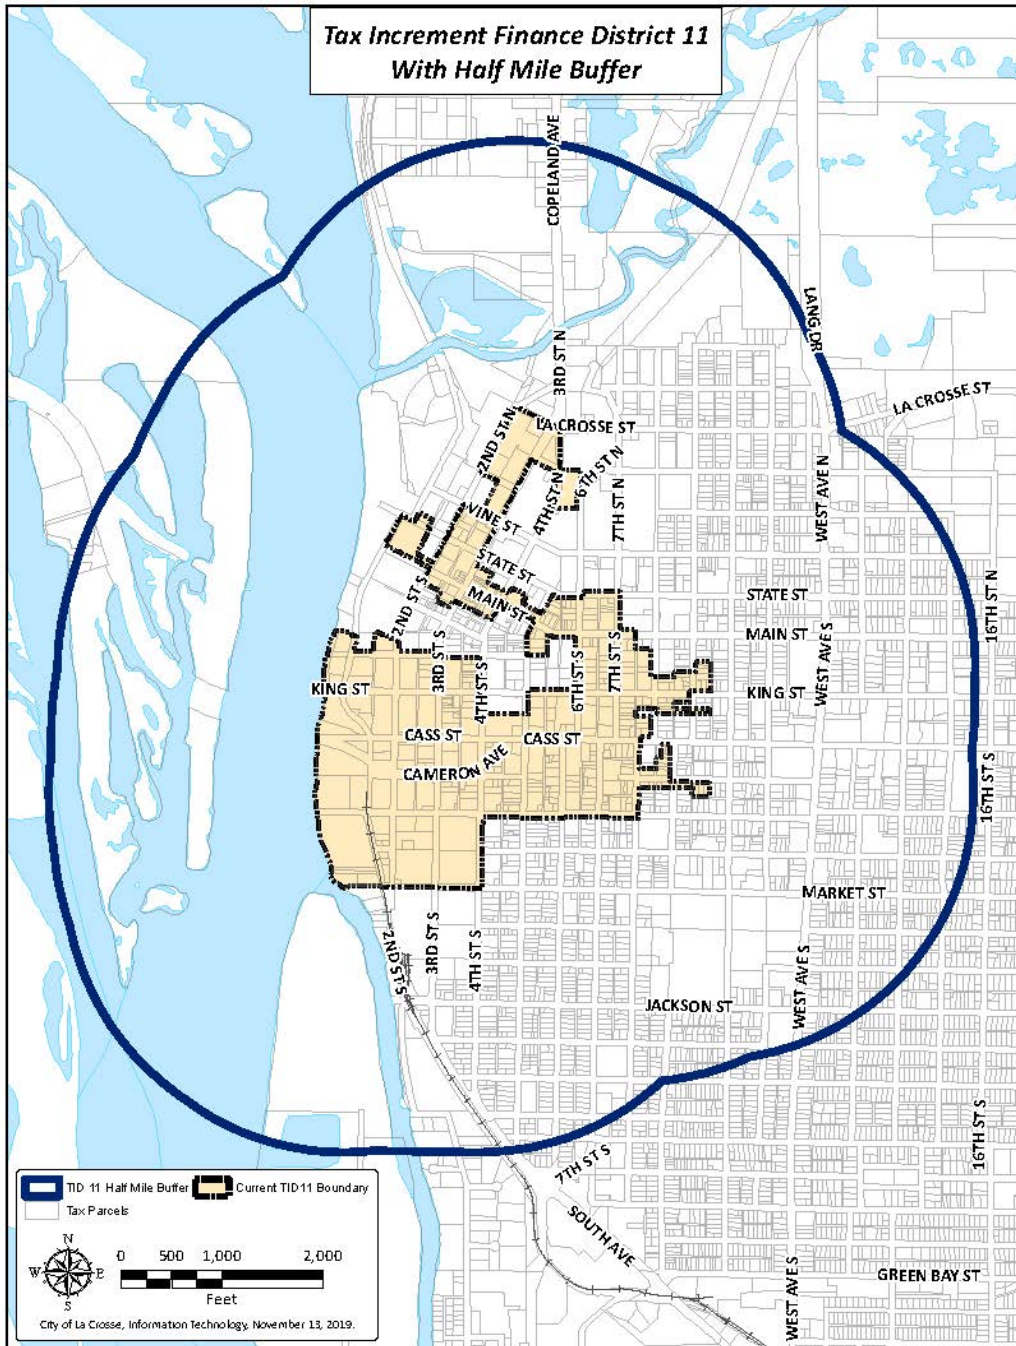 Tax Increment Finance District 11
With Half Mile Buffer
COPELAND AVE
LANG DR
3RD ST N
LA CROSSE ST
2ND ST N
LA CROSSE ST
6TH ST N
4TH ST N
7TH ST N
WEST AVE N
VINE ST
STATE ST
2ND ST S
MAIN ST
STATE ST
16TH ST N
MAIN ST
3RD ST S
4TH ST S
6TH ST S
7TH ST S
WEST AVE S
KING ST
KING ST
CASS ST
CASS ST
CAMERON AVE
16TH ST S
MARKET ST
2ND ST S
3RD ST S
4TH ST S
WEST AVE S
JACKSON ST
16TH ST S
7TH ST S
SOUTH AVE
GREEN BAY ST
WEST AVE S
TID 11 Half Mile Buffer
Current TID 11 Boundary
Tax Parcels
N
W E
S
0 500 1,000 2,000
Feet
City of La Crosse, Information Technology, November 13, 2019.